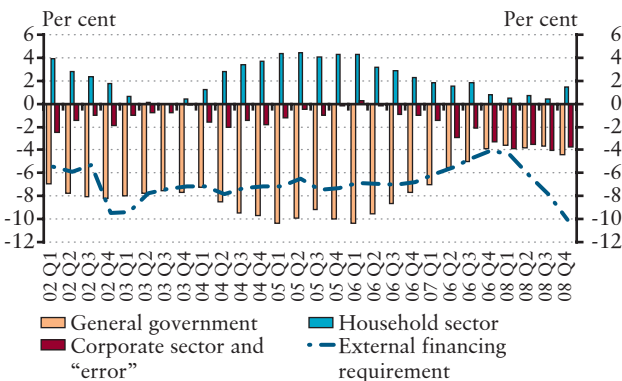 Per cent
Per cent
6
4
2
0
-2
-4
-6
-8
-10
-12
6
4
2
0
-2
-4
-6
-8
-10
-12
02 Q1
02 Q2
02 Q3
02 Q4
03 Q1
03 Q2
03 Q3
03 Q4
04 Q1
04 Q2
04 Q3
04 Q4
05 Q1
05 Q2
05 Q3
05 Q4
06 Q1
06 Q2
06 Q3
06 Q4
07 Q1
06 Q2
06 Q3
06 Q4
08 Q1
08 Q2
08 Q3
08 Q4
General government
Household sector
Corporate sector and
"error"
External financing
requirement